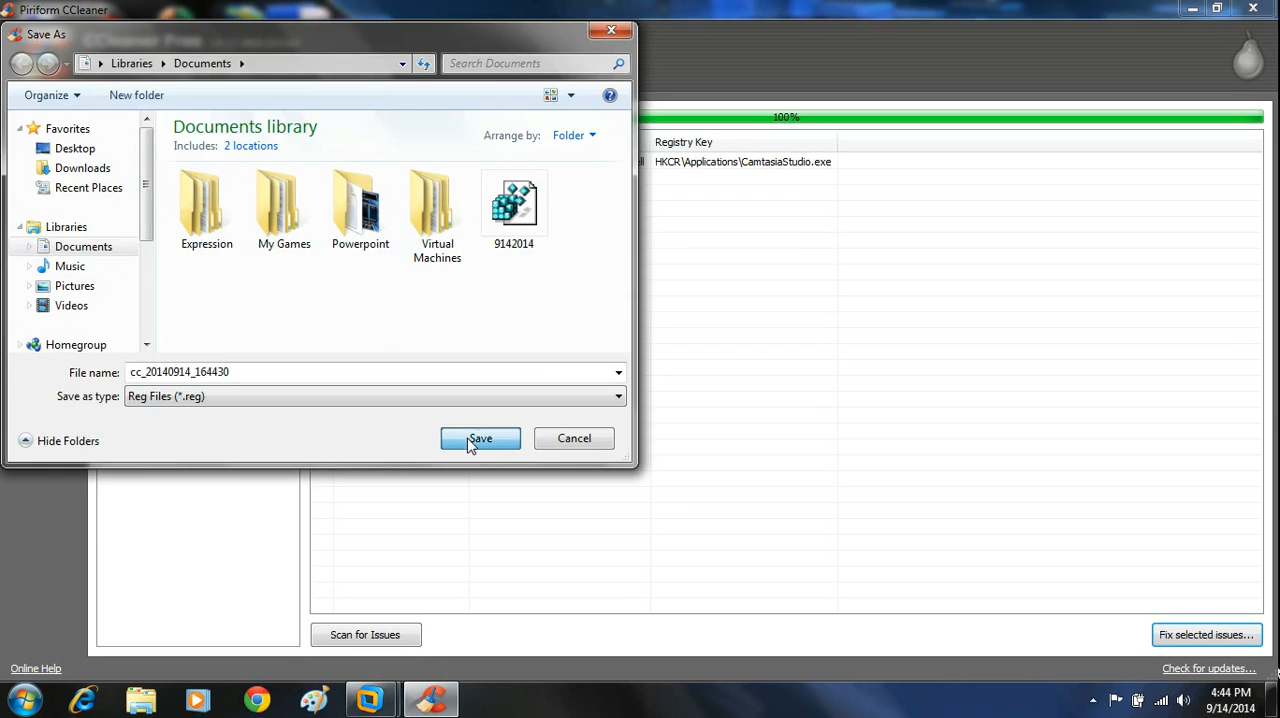 Piriform CCleaner
Save As
Libraries Documents
Search Documents
Organize New folder
Favorites
Desktop
Downloads
Recent Places
Libraries
Documents
Music
Pictures
Videos
Homegroup
Documents library
Includes: 2 locations
Arrange by: Folder
Expression
My Games
Powerpoint
Virtual
Machines
9142014
File name: cc_20140914_164430
Save as type: Reg Files (*.reg)
Hide Folders
Save Cancel
100%
Registry Key
HKCR\Applications\CamtasiaStudio.exe
Scan for Issues
Fix selected issues...
Online Help
Check for updates...
4:44 PM
9/14/2014